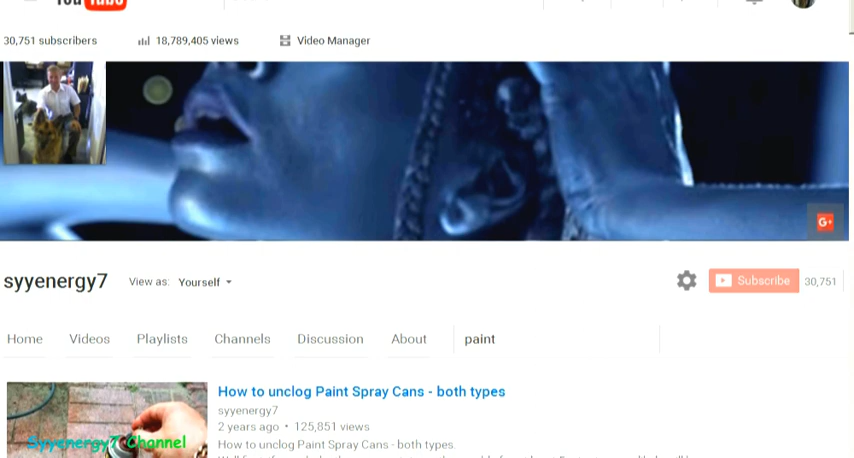 YouTube
30,751 subscribers 18,789,405 views Video Manager
G+
syyenergy7 View as: Yourself Subscribe 30,751
Home Videos Playlists Channels Discussion About paint
How to unclog Paint Spray Cans - both types
syyenergy7
2 years ago • 125,851 views
Syyenergy7 Channel
How to unclog Paint Spray Cans - both types.